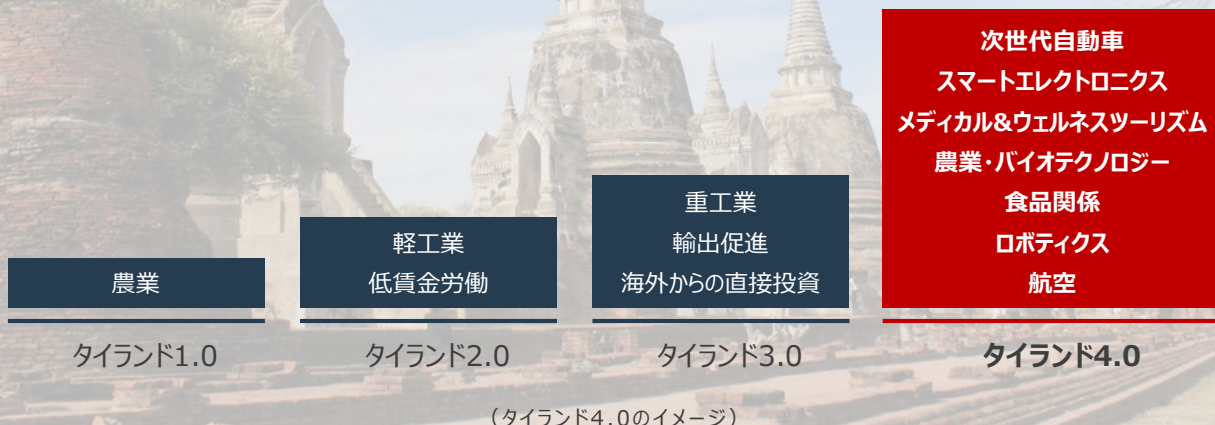 農業
タイランド1.0
軽工業
低賃金労働
タイランド2.0
重工業
輸出促進
海外からの直接投資
タイランド3.0
次世代自動車
スマートエレクトロニクス
メディカル&ウェルネスツーリズム
農業・バイオテクノロジー
食品関係
ロボティクス
航空
タイランド4.0
（タイランド4.0のイメージ）